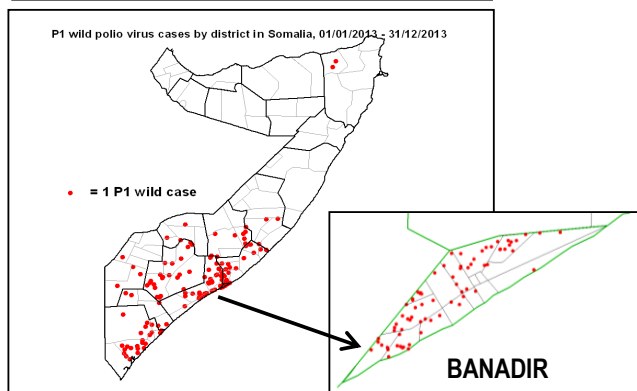 P1 wild polio virus cases by district in Somalia, 01/01/2013 - 31/12/2013
= 1 P1 wild case
BANADIR